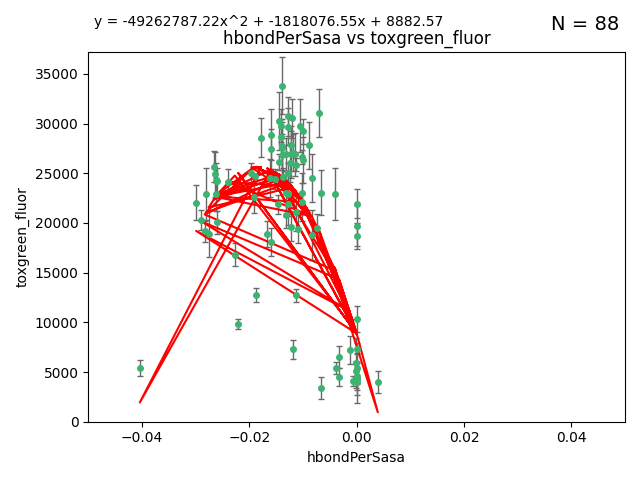 y = -49262787.22x^2 + -1818076.55x + 8882.57
N = 88
hbondPerSasa vs toxgreen_fluor
35000
30000
25000
20000
15000
10000
5000
0
toxgreen_fluor
−0.04
−0.02
0.00
0.02
0.04
hbondPerSasa